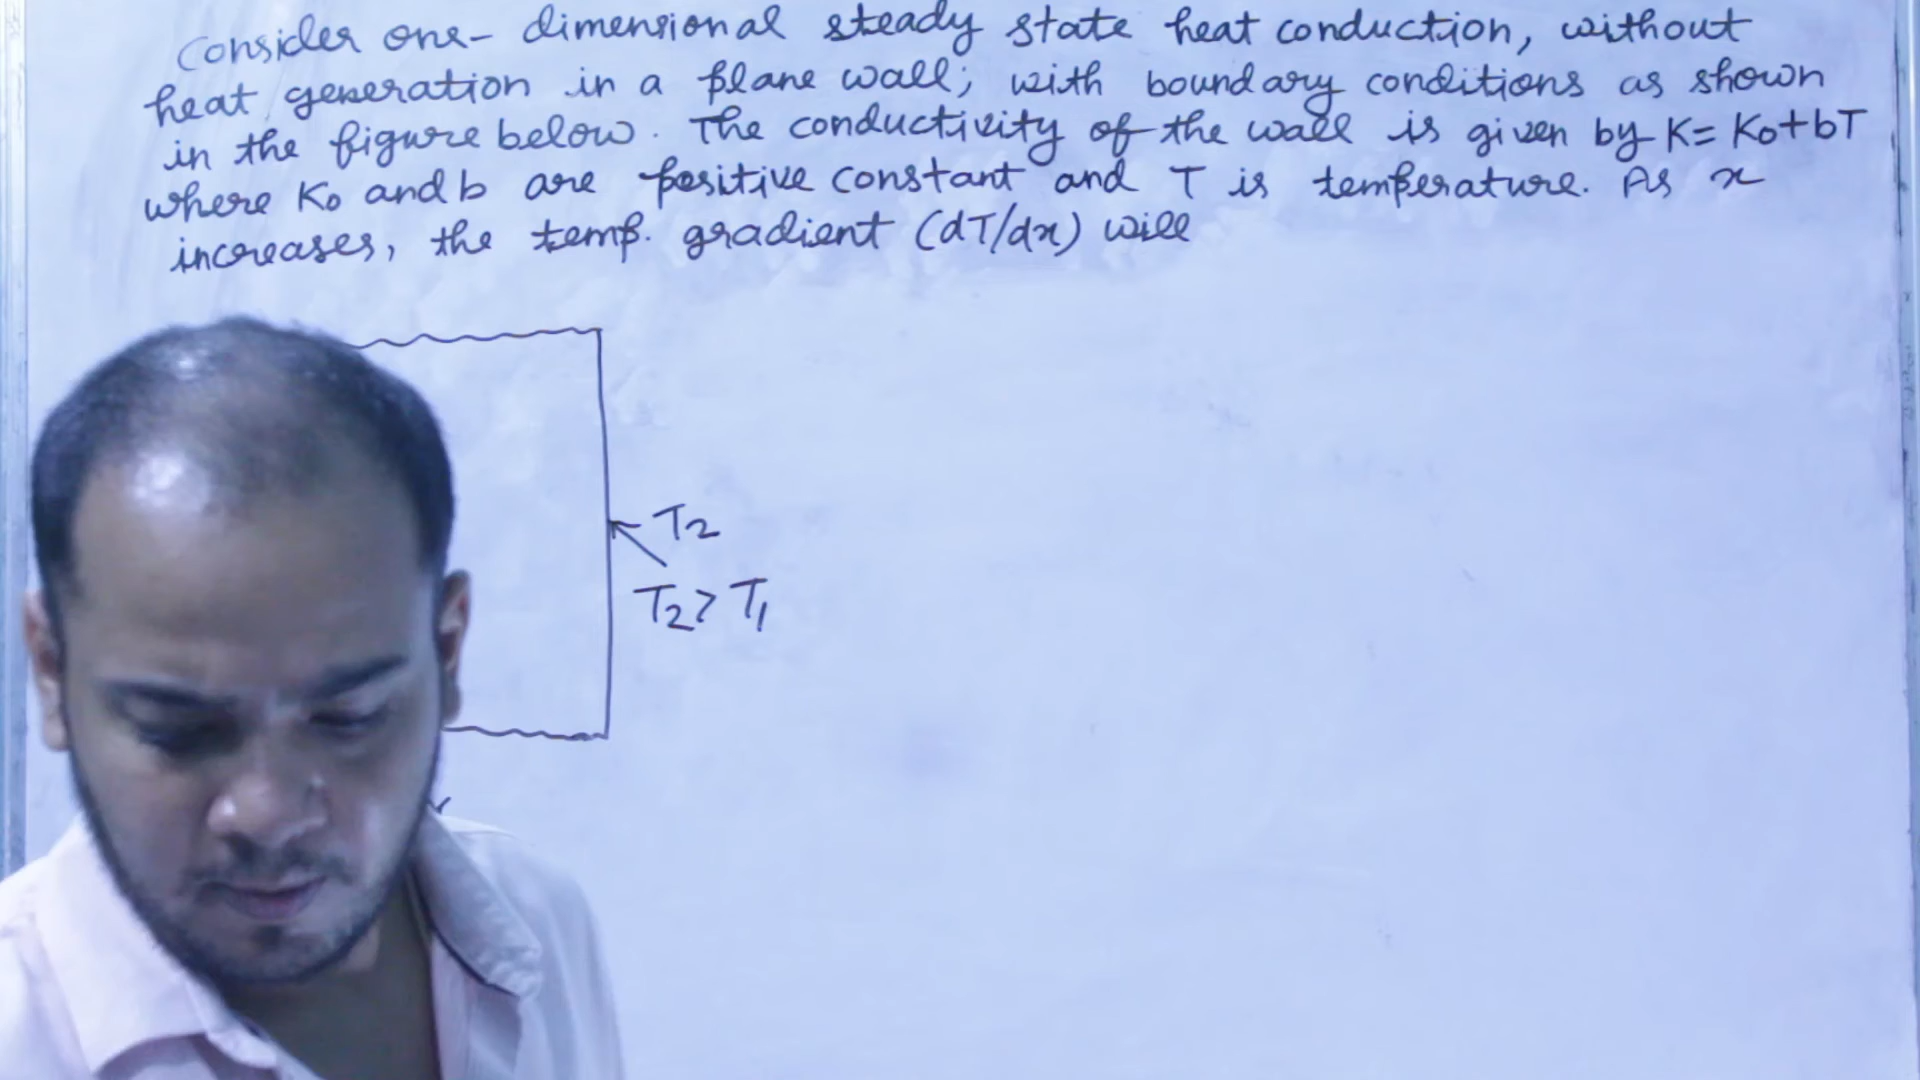 Consider one-dimensional steady state heat conduction, without
heat generation in a plane wall; with boundary conditions as shown
in the figure below. The conductivity of the wall is given by K= K₀+bT
where K₀ and b are positive constant and T is temperature. As x
increases, the temp. gradient (dT/dx) will
T₂
T₂> T₁